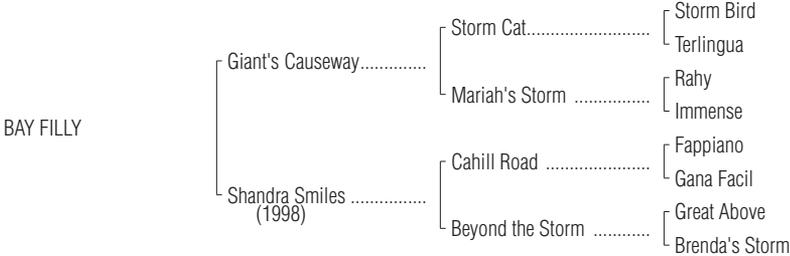 Storm Bird
Storm Cat..........................
Terlingua
Giant's Causeway..............
Rahy
Mariah's Storm ................
Immense
BAY FILLY
Fappiano
Cahill Road ......................
Gana Facil
Shandra Smiles ................
(1998)
Great Above
Beyond the Storm ............
Brenda's Storm